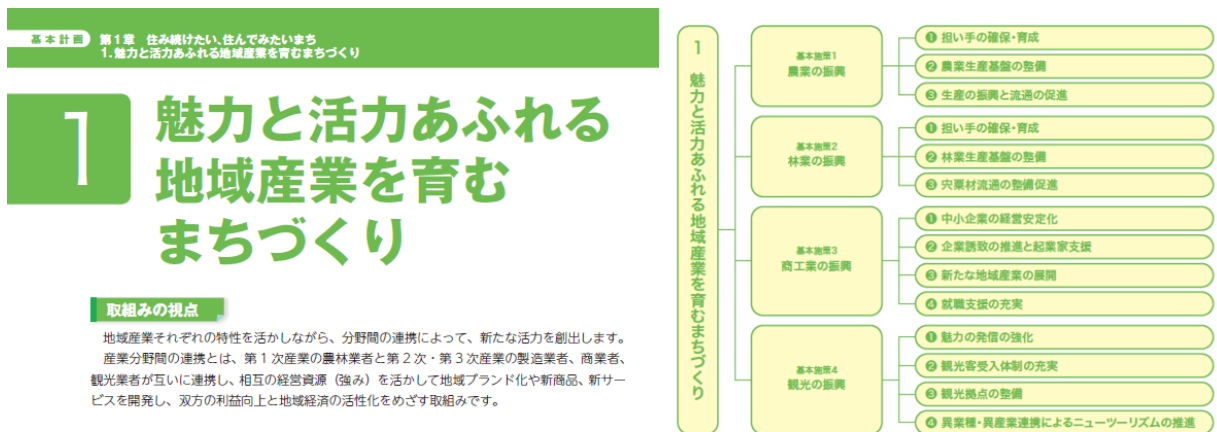 基本計画
第1章 住み続けたい、住んでみたいまち
1.魅力と活力あふれる地域産業を育むまちづくり
1
魅力と活力あふれる
地域産業を育む
まちづくり
取組みの視点
地域産業それぞれの特性を活かしながら、分野間の連携によって、新たな活力を創出します。
産業分野間の連携とは、第1次産業の農林業者と第2次・第3次産業の製造業者、商業者、
観光業者が互いに連携し、相互の経営資源（強み）を活かして地域ブランド化や新商品、新サー
ビスを開発し、双方の利益向上と地域経済の活性化をめざす取組みです。
1 魅力と活力あふれる地域産業を育むまちづくり
基本施策1
農業の振興
❶ 担い手の確保・育成
❷ 農業生産基盤の整備
❸ 生産の振興と流通の促進
基本施策2
林業の振興
❶ 担い手の確保・育成
❷ 林業生産基盤の整備
❸ 宍粟材流通の整備促進
基本施策3
商工業の振興
❶ 中小企業の経営安定化
❷ 企業誘致の推進と起業家支援
❸ 新たな地域産業の展開
❹ 就職支援の充実
基本施策4
観光の振興
❶ 魅力の発信の強化
❷ 観光客受入体制の充実
❸ 観光拠点の整備
❹ 異業種・異産業連携によるニューツーリズムの推進